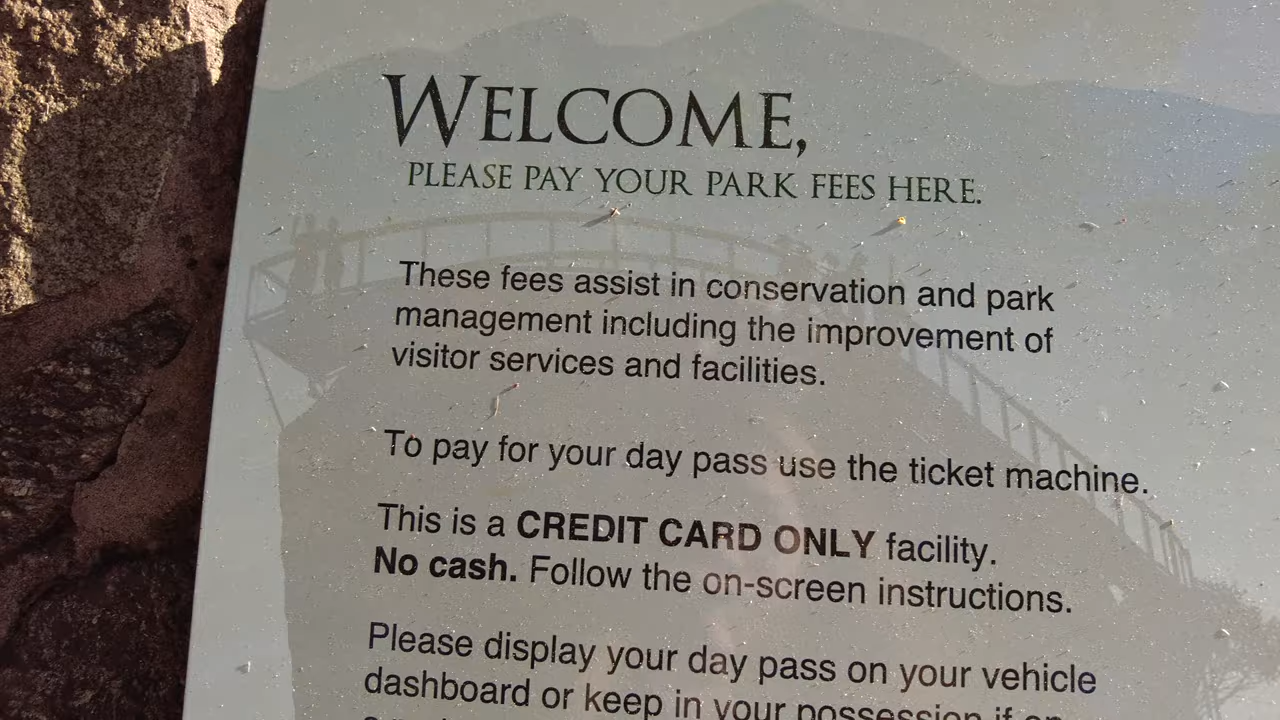 WELCOME,
PLEASE PAY YOUR PARK FEES HERE.
These fees assist in conservation and park
management including the improvement of
visitor services and facilities.
To pay for your day pass use the ticket machine.
This is a CREDIT CARD ONLY facility.
No cash. Follow the on-screen instructions.
Please display your day pass on your vehicle
dashboard or keep in your possession if on